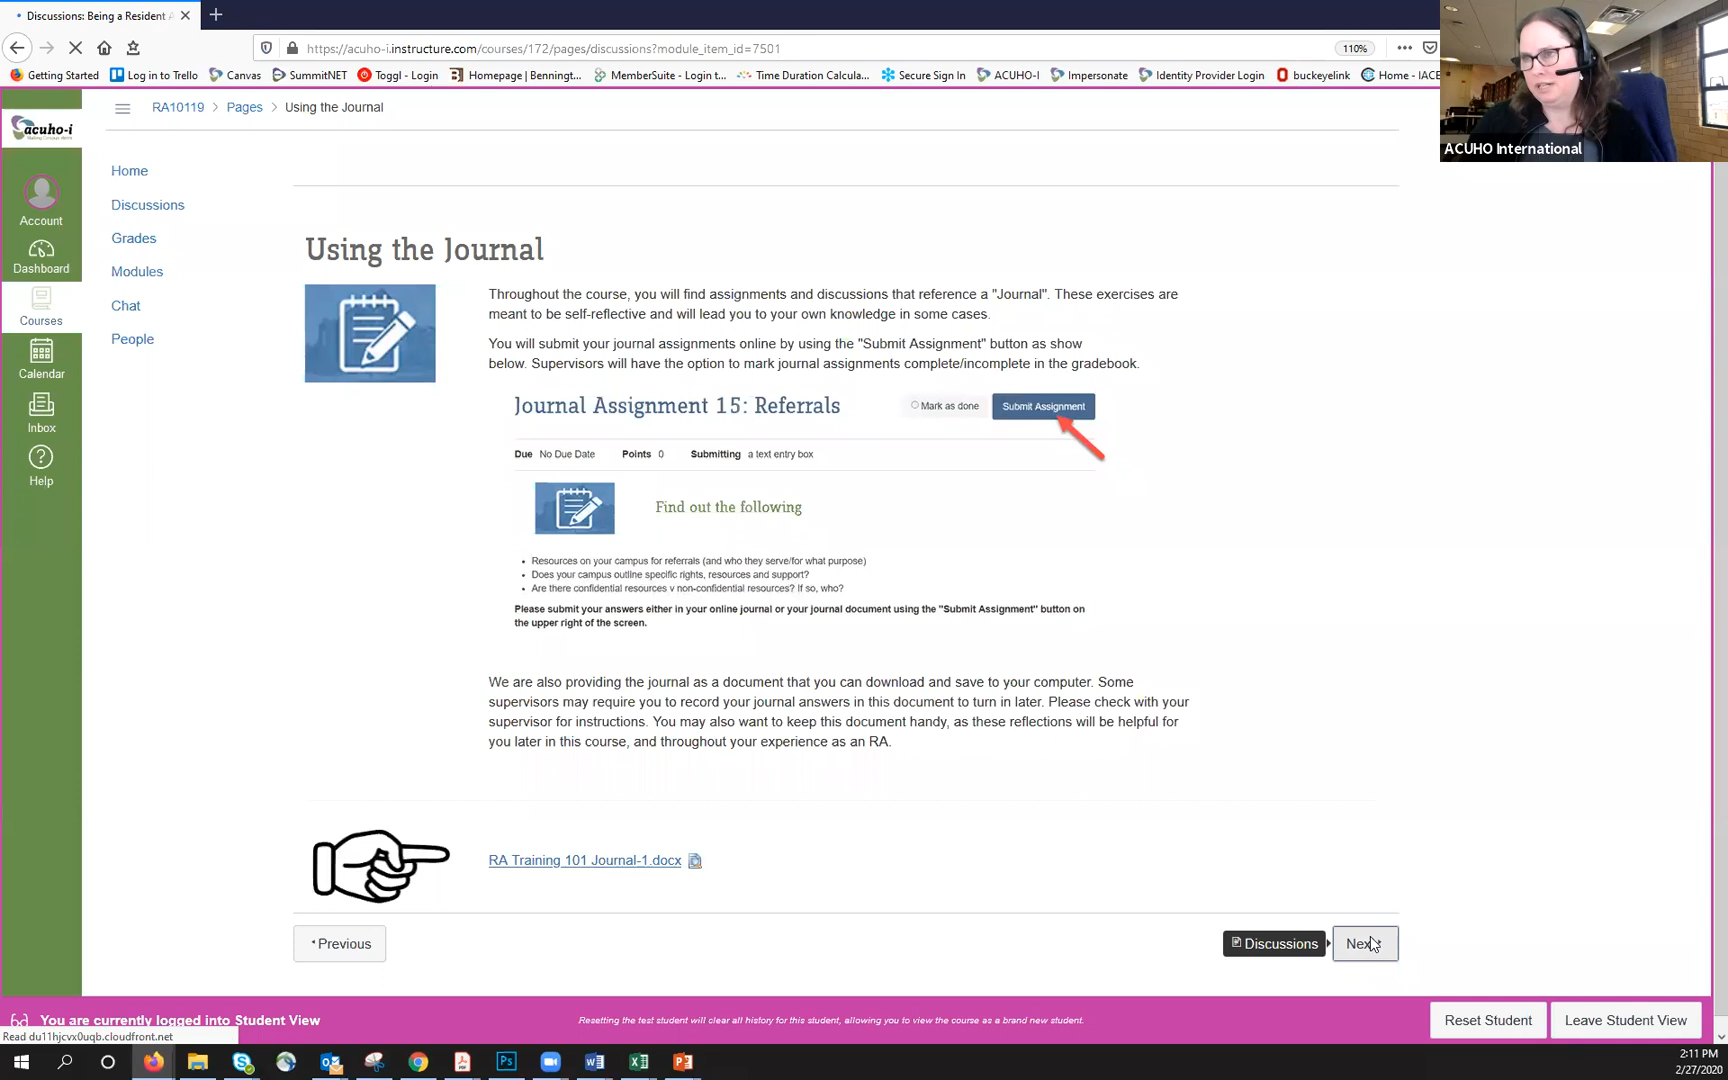 Discussions: Being a Resident A
https://acuho-i.instructure.com/courses/172/pages/discussions?module_item_id=7501
110%
Getting Started
Log in to Trello
Canvas
SummitNET
Toggl - Login
Homepage | Benningt...
MemberSuite - Login t...
Time Duration Calcula...
Secure Sign In
ACUHO-I
Impersonate
Identity Provider Login
buckeyelink
Home - IACE
ACUHO International
acuho-i
RA10119 > Pages > Using the Journal
Account
Dashboard
Courses
Calendar
Inbox
Help
Home
Discussions
Grades
Modules
Chat
People
Using the Journal
Throughout the course, you will find assignments and discussions that reference a "Journal". These exercises are
meant to be self-reflective and will lead you to your own knowledge in some cases.
You will submit your journal assignments online by using the "Submit Assignment" button as show
below. Supervisors will have the option to mark journal assignments complete/incomplete in the gradebook.
Journal Assignment 15: Referrals
Mark as done
Submit Assignment
Due No Due Date Points 0 Submitting a text entry box
Find out the following
• Resources on your campus for referrals (and who they serve/for what purpose)
• Does your campus outline specific rights, resources and support?
• Are there confidential resources v non-confidential resources? If so, who?
Please submit your answers either in your online journal or your journal document using the "Submit Assignment" button on
the upper right of the screen.
We are also providing the journal as a document that you can download and save to your computer. Some
supervisors may require you to record your journal answers in this document to turn in later. Please check with your
supervisor for instructions. You may also want to keep this document handy, as these reflections will be helpful for
you later in this course, and throughout your experience as an RA.
RA Training 101 Journal-1.docx
Previous
Discussions
Next
You are currently logged into Student View
Resetting the test student will clear all history for this student, allowing you to view the course as a brand new student.
Reset Student
Leave Student View
Read du11hjcvx0uqb.cloudfront.net
2:11 PM
2/27/2020